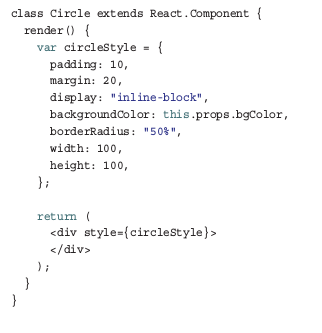 class Circle extends React.Component {
  render() {
    var circleStyle = {
      padding: 10,
      margin: 20,
      display: "inline-block",
      backgroundColor: this.props.bgColor,
      borderRadius: "50%",
      width: 100,
      height: 100,
    };

    return (
      <div style={circleStyle}>
      </div>
    );
  }
}